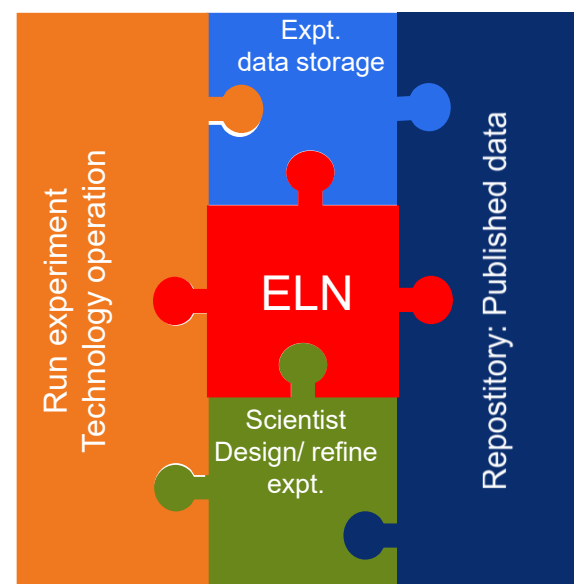 Run experiment
Technology operation
Expt.
data storage
ELN
Scientist
Design/ refine
expt.
Repostitory: Published data